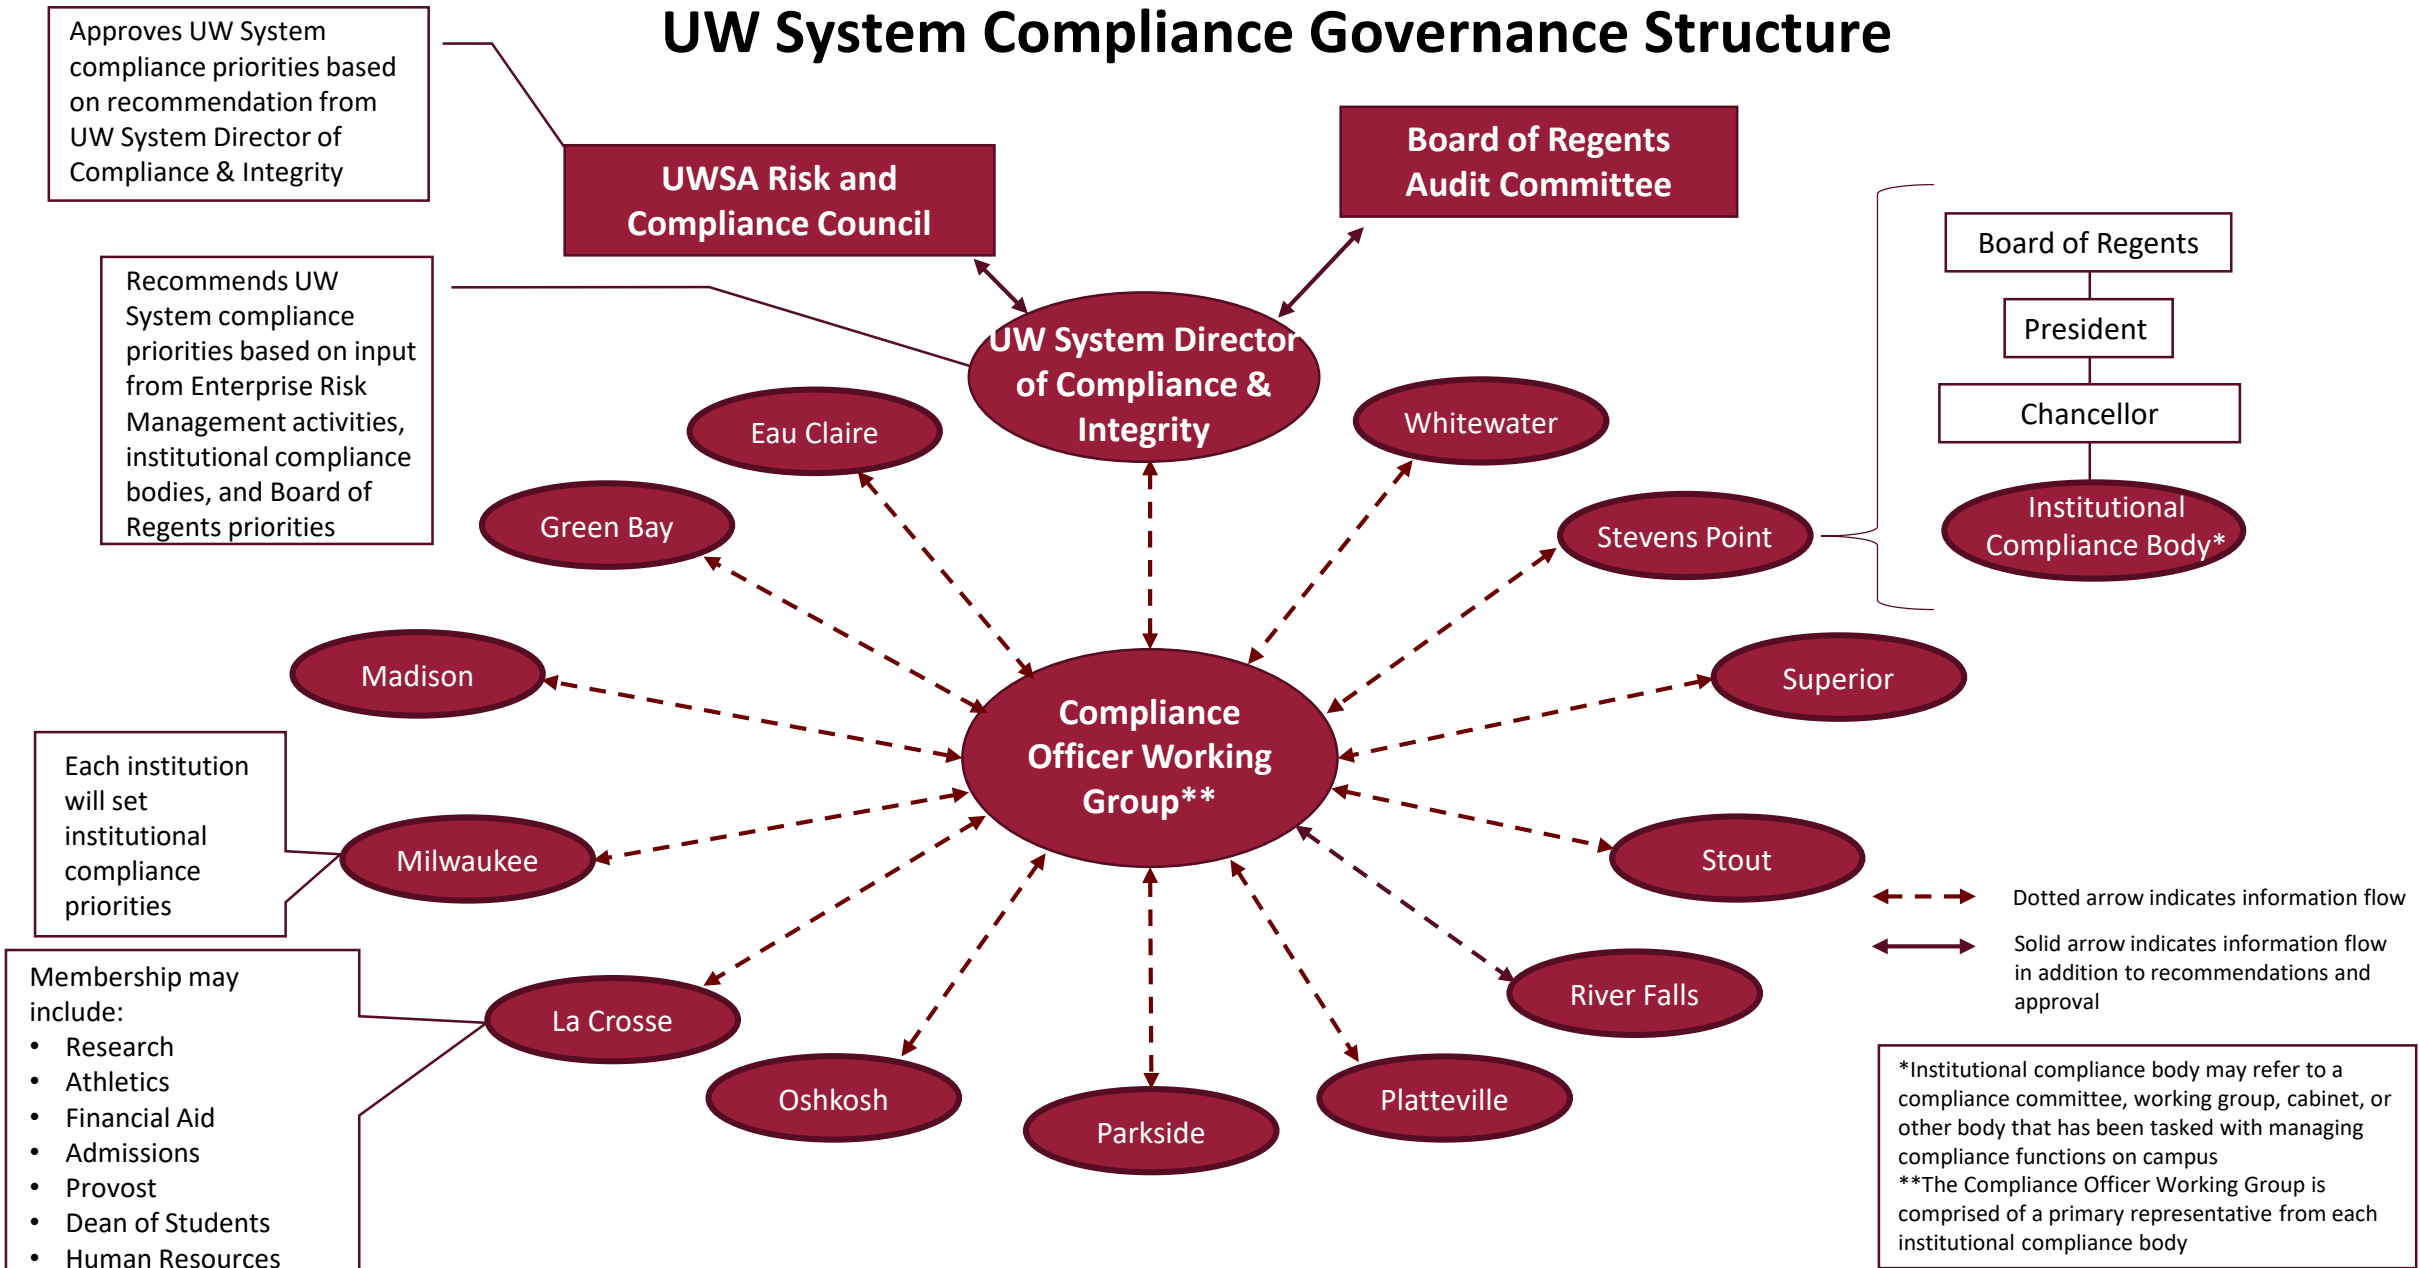 UW System Compliance Governance Structure
Approves UW System
compliance priorities based
on recommendation from
UW System Director of
Compliance & Integrity
UWSA Risk and
Compliance Council
Board of Regents
Audit Committee
Recommends UW
System compliance
priorities based on input
from Enterprise Risk
Management activities,
institutional compliance
bodies, and Board of
Regents priorities
UW System Director
of Compliance &
Integrity
Board of Regents
President
Chancellor
Institutional
Compliance Body*
Eau Claire
Whitewater
Green Bay
Stevens Point
Madison
Superior
Compliance
Officer Working
Group**
Each institution
will set
institutional
compliance
priorities
Milwaukee
Stout
La Crosse
River Falls
Oshkosh
Parkside
Platteville
Membership may
include:
• Research
• Athletics
• Financial Aid
• Admissions
• Provost
• Dean of Students
• Human Resources
Dotted arrow indicates information flow
Solid arrow indicates information flow
in addition to recommendations and
approval
*Institutional compliance body may refer to a
compliance committee, working group, cabinet, or
other body that has been tasked with managing
compliance functions on campus
**The Compliance Officer Working Group is
comprised of a primary representative from each
institutional compliance body